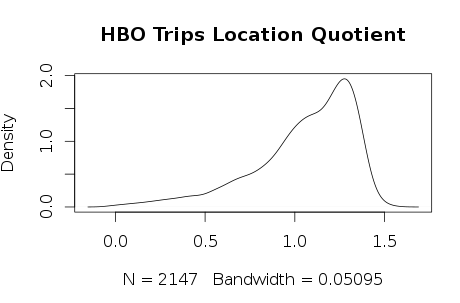 HBO Trips Location Quotient
Density
2.0
1.0
0.0
0.0 0.5 1.0 1.5
N = 2147 Bandwidth = 0.05095